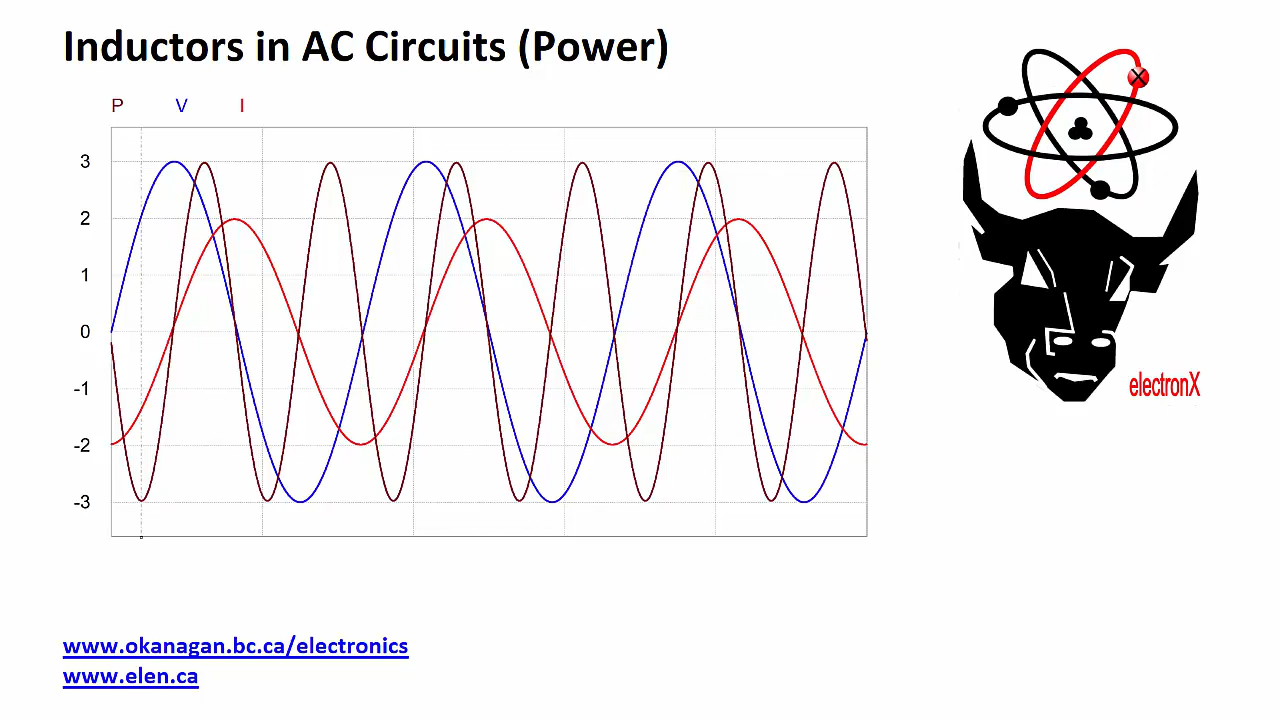 Inductors in AC Circuits (Power)
P V I
3
2
1
0
-1
-2
-3
X
electronX
www.okanagan.bc.ca/electronics
www.elen.ca